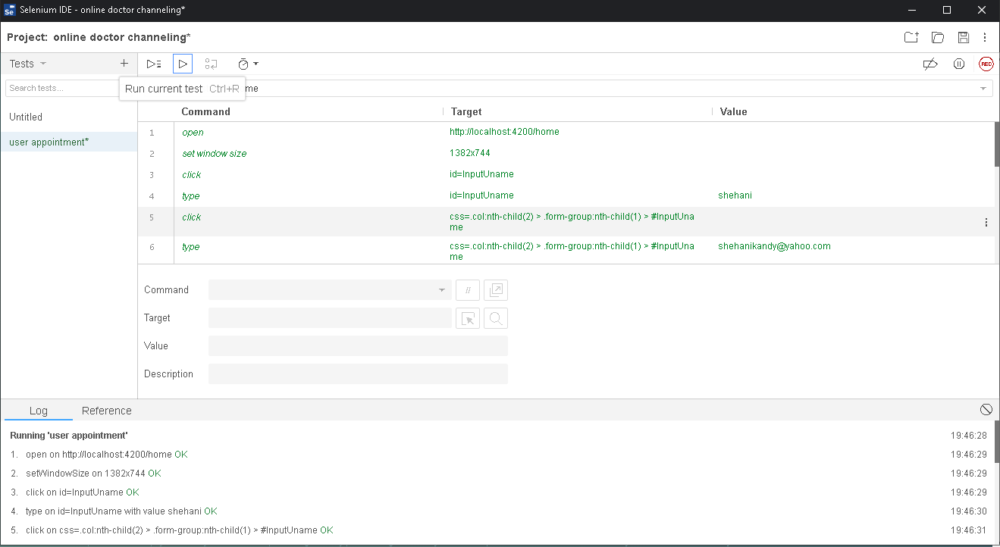 Se Selenium IDE - online doctor channeling*
Project: online doctor channeling*
Tests
REC
Search tests...
Run current test Ctrl+R
me
Command Target Value
Untitled
user appointment*
1 open http://localhost:4200/home
2 set window size 1382x744
3 click id=InputUname
4 type id=InputUname shehani
5 click css=.col:nth-child(2) > .form-group:nth-child(1) > #InputUna
me
6 type css=.col:nth-child(2) > .form-group:nth-child(1) > #InputUna shehanikandy@yahoo.com
me
Command //
Target
Value
Description
Log Reference
Running 'user appointment' 19:46:28
1. open on http://localhost:4200/home OK 19:46:29
2. setWindowSize on 1382x744 OK 19:46:29
3. click on id=InputUname OK 19:46:29
4. type on id=InputUname with value shehani OK 19:46:30
5. click on css=.col:nth-child(2) > .form-group:nth-child(1) > #InputUname OK 19:46:31